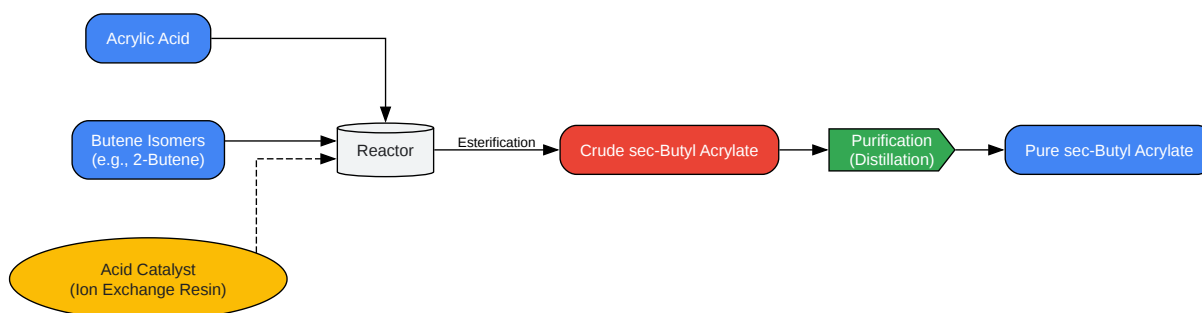 Acrylic Acid
Butene Isomers
(e.g., 2-Butene)
Reactor
Esterification
Crude sec-Butyl Acrylate
Purification
(Distillation)
Pure sec-Butyl Acrylate
Acid Catalyst
(Ion Exchange Resin)